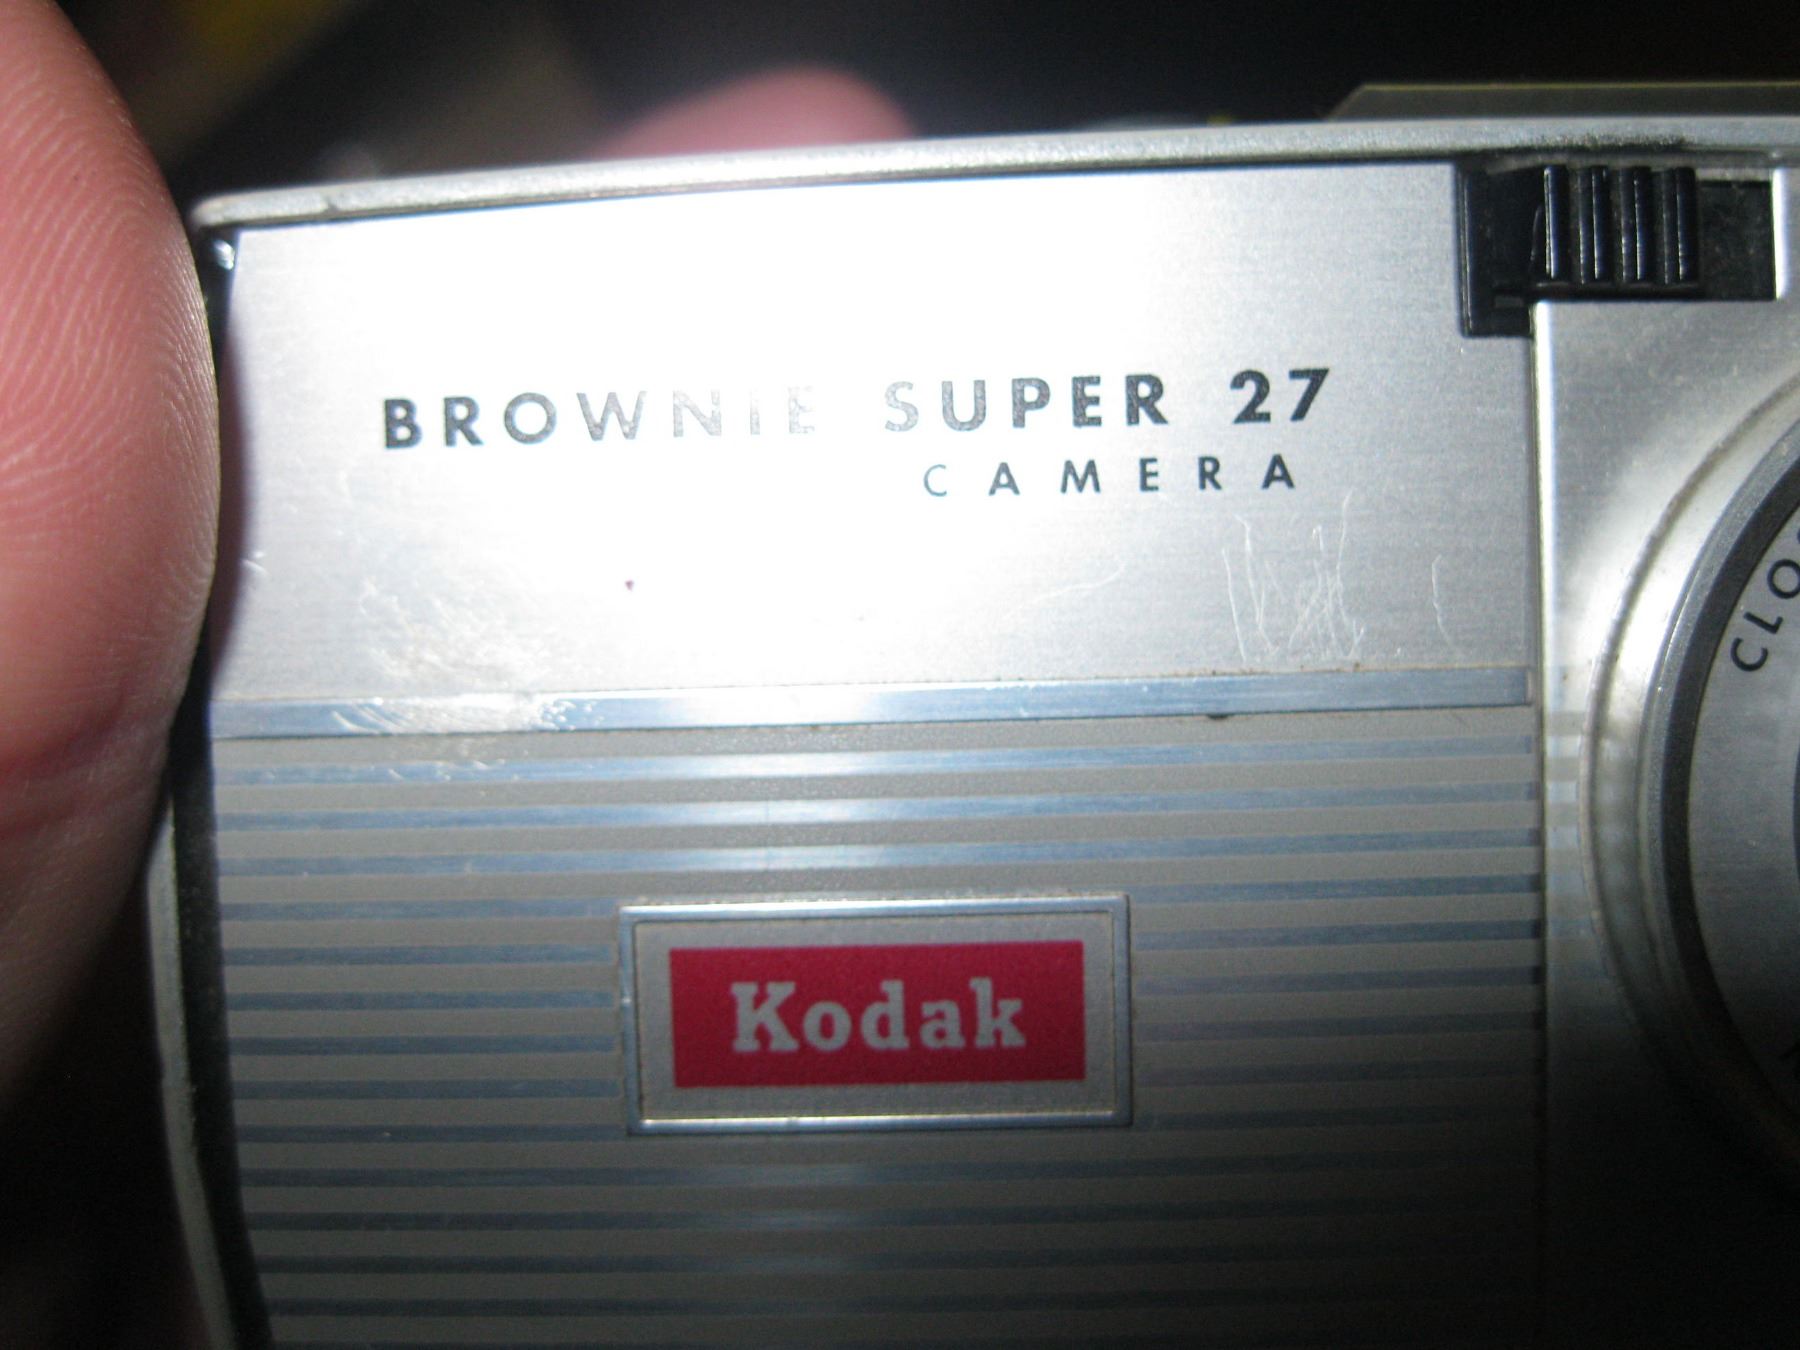 BROWNIE SUPER 27
CAMERA
Kodak